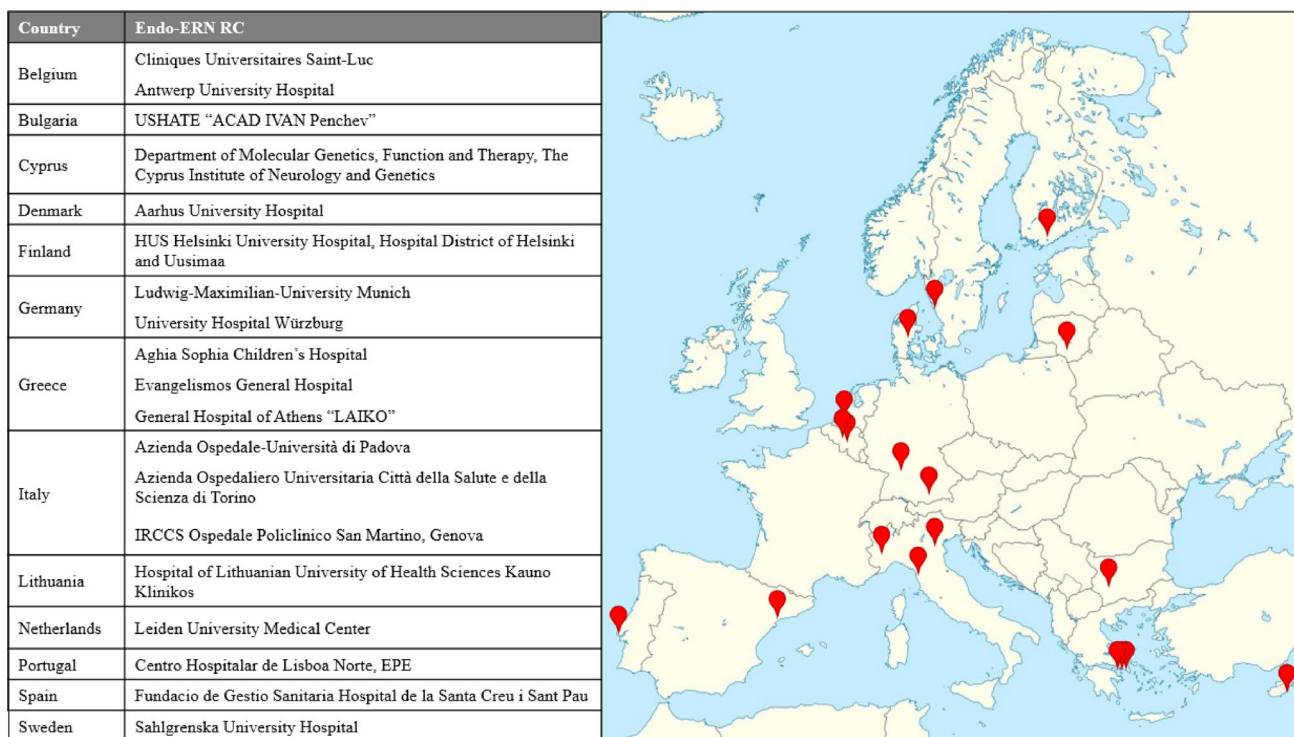 Country Endo-ERN RC
Belgium
Cliniques Universitaires Saint-Luc
Antwerp University Hospital
Bulgaria USHATE “ACAD IVAN Penchev”
Cyprus
Department of Molecular Genetics, Function and Therapy, The
Cyprus Institute of Neurology and Genetics
Denmark Aarhus University Hospital
Finland
HUS Helsinki University Hospital, Hospital District of Helsinki
and Uusimaa
Germany
Ludwig-Maximilian-University Munich
University Hospital Würzburg
Greece
Aghia Sophia Children’s Hospital
Evangelismos General Hospital
General Hospital of Athens “LAIKO”
Italy
Azienda Ospedale-Università di Padova
Azienda Ospedaliero Universitaria Città della Salute e della
Scienza di Torino
IRCCS Ospedale Policlinico San Martino, Genova
Lithuania
Hospital of Lithuanian University of Health Sciences Kauno
Klinikos
Netherlands Leiden University Medical Center
Portugal Centro Hospitalar de Lisboa Norte, EPE
Spain Fundacio de Gestio Sanitaria Hospital de la Santa Creu i Sant Pau
Sweden Sahlgrenska University Hospital